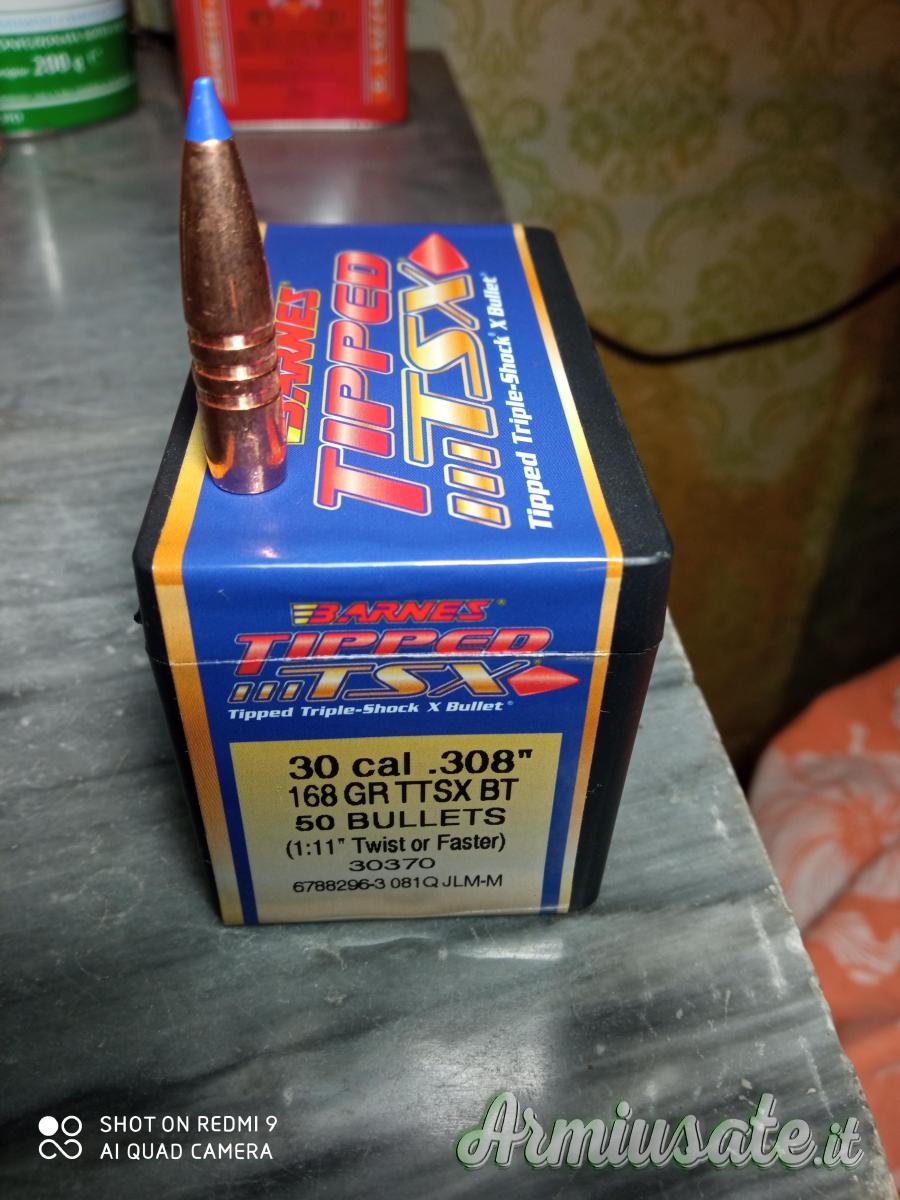 200 g ℮
BARNES
TIPPED
TSX
Tipped Triple-Shock® X Bullet®
BARNES®
TIPPED
TSX®
Tipped Triple-Shock X Bullet®
30 cal .308"
168 GR TTSX BT
50 BULLETS
(1:11" Twist or Faster)
30370
6788296-3 081Q JLM-M
SHOT ON REDMI 9
AI QUAD CAMERA
Armiusate.it